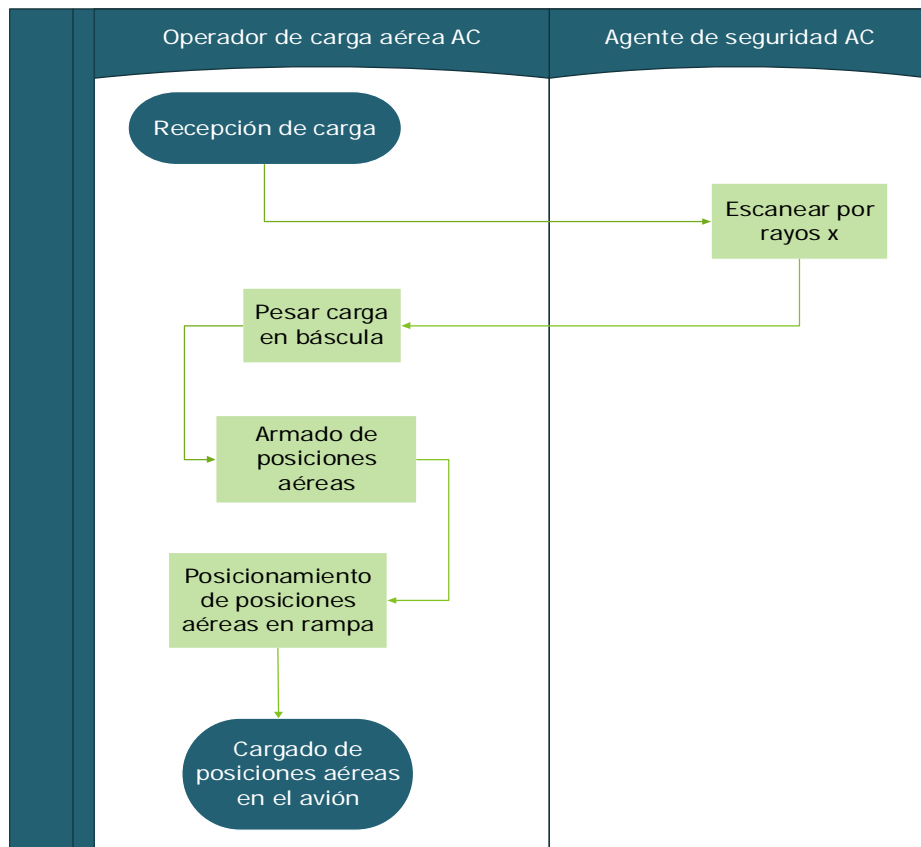 Operador de carga aérea AC
Agente de seguridad AC
Recepción de carga
Escanear por
rayos x
Pesar carga
en báscula
Armado de
posiciones
aéreas
Posicionamiento
de posiciones
aéreas en rampa
Cargado de
posiciones aéreas
en el avión